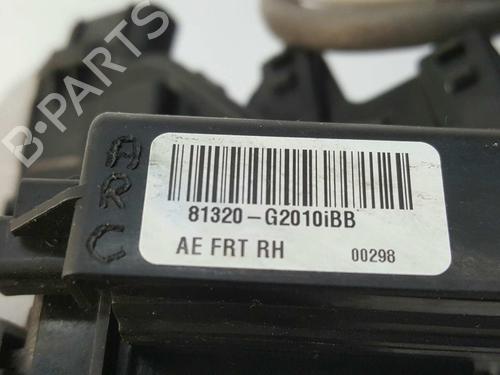 B-PARTS
ARC
81320-G2010iBB
AE FRT RH 00298